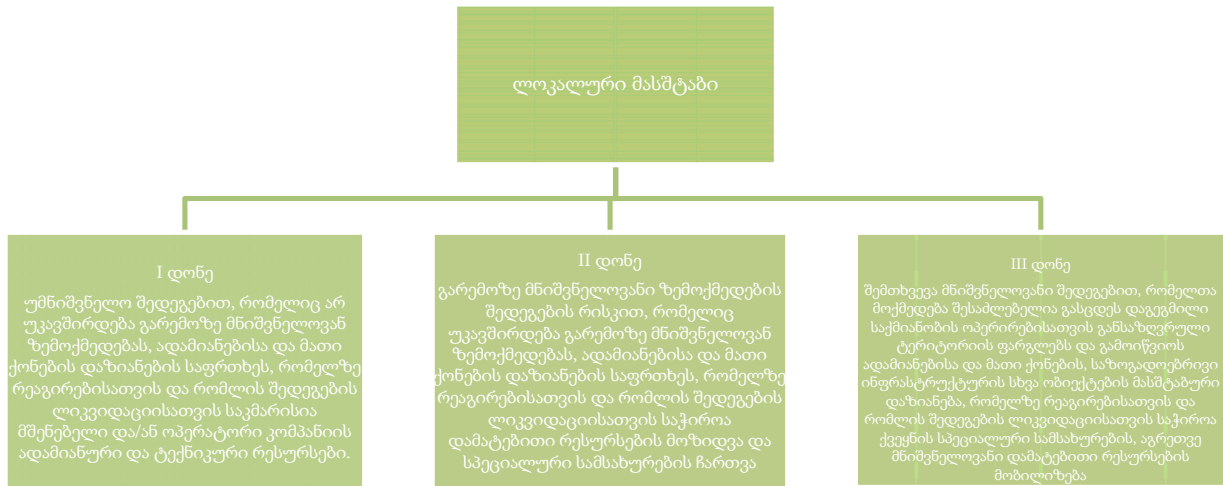 ლოკალური მასშტაბი
I დონე
უმნიშვნელო შედეგებით, რომელიც არ
უკავშირდება გარემოზე მნიშვნელოვან
ზემოქმედებას, ადამიანებისა და მათი
ქონების დაზიანების საფრთხეს, რომელზე
რეაგირებისათვის და რომლის შედეგების
ლიკვიდაციისათვის საკმარისია
მშენებელი და/ან ოპერატორი კომპანიის
ადამიანური და ტექნიკური რესურსები.
II დონე
გარემოზე მნიშვნელოვანი ზემოქმედების
შედეგების რისკით, რომელიც
უკავშირდება გარემოზე მნიშვნელოვან
ზემოქმედებას, ადამიანებისა და მათი
ქონების დაზიანების საფრთხეს, რომელზე
რეაგირებისათვის და რომლის შედეგების
ლიკვიდაციისათვის საჭიროა
დამატებითი რესურსების მოზიდვა და
სპეციალური სამსახურების ჩართვა
III დონე
შემთხვევა მნიშვნელოვანი შედეგებით, რომელთა
მოქმედება შესაძლებელია გასცდეს დაგეგმილი
საქმიანობის ოპერირებისათვის განსაზღვრული
ტერიტორიის ფარგლებს და გამოიწვიოს
ადამიანებისა და მათი ქონების, საზოგადოებრივი
ინფრასტრუქტურის სხვა ობიექტების მასშტაბური
დაზიანება, რომელზე რეაგირებისათვის და
რომლის შედეგების ლიკვიდაციისათვის საჭიროა
ქვეყნის სპეციალური სამსახურების, აგრეთვე
მნიშვნელოვანი დამატებითი რესურსების
მობილიზება